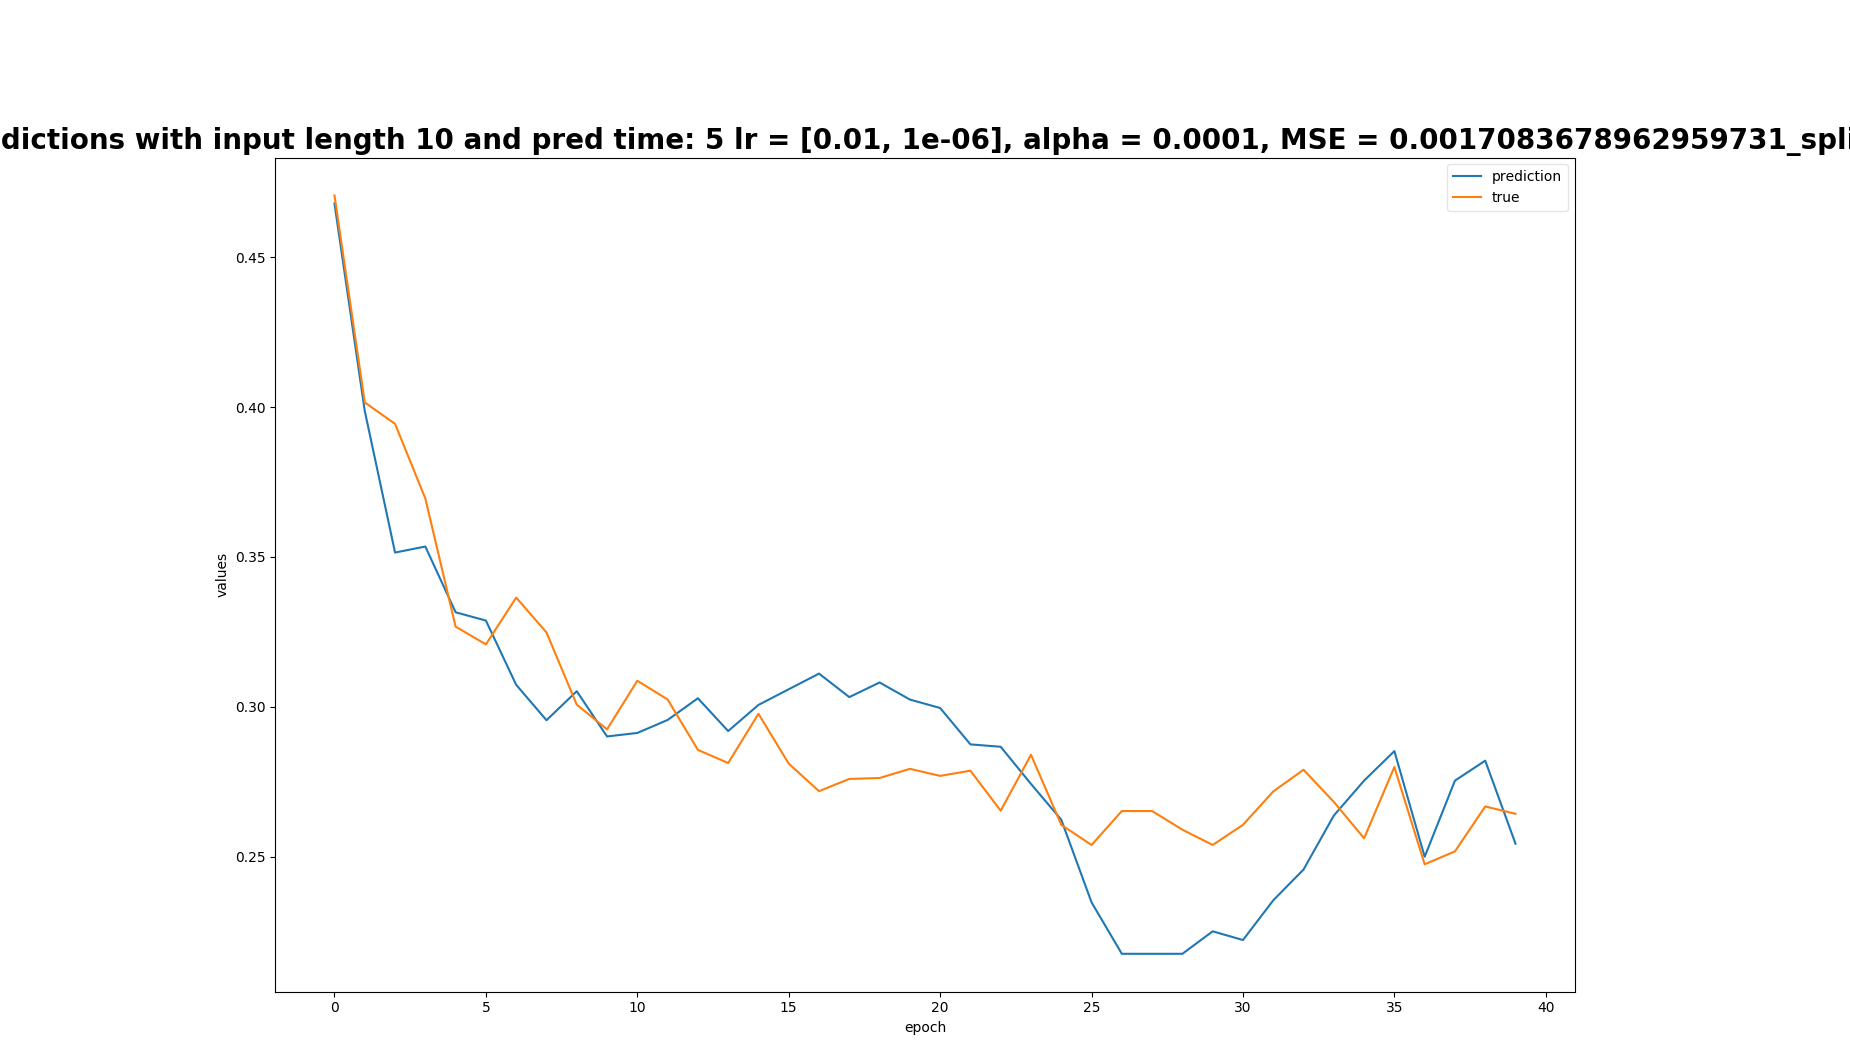 dictions with input length 10 and pred time: 5 lr = [0.01, 1e-06], alpha = 0.0001, MSE = 0.0017083678962959731_spli
prediction
true
0.45
0.40
0.35
0.30
0.25
values
0 5 10 15 20 25 30 35 40
epoch